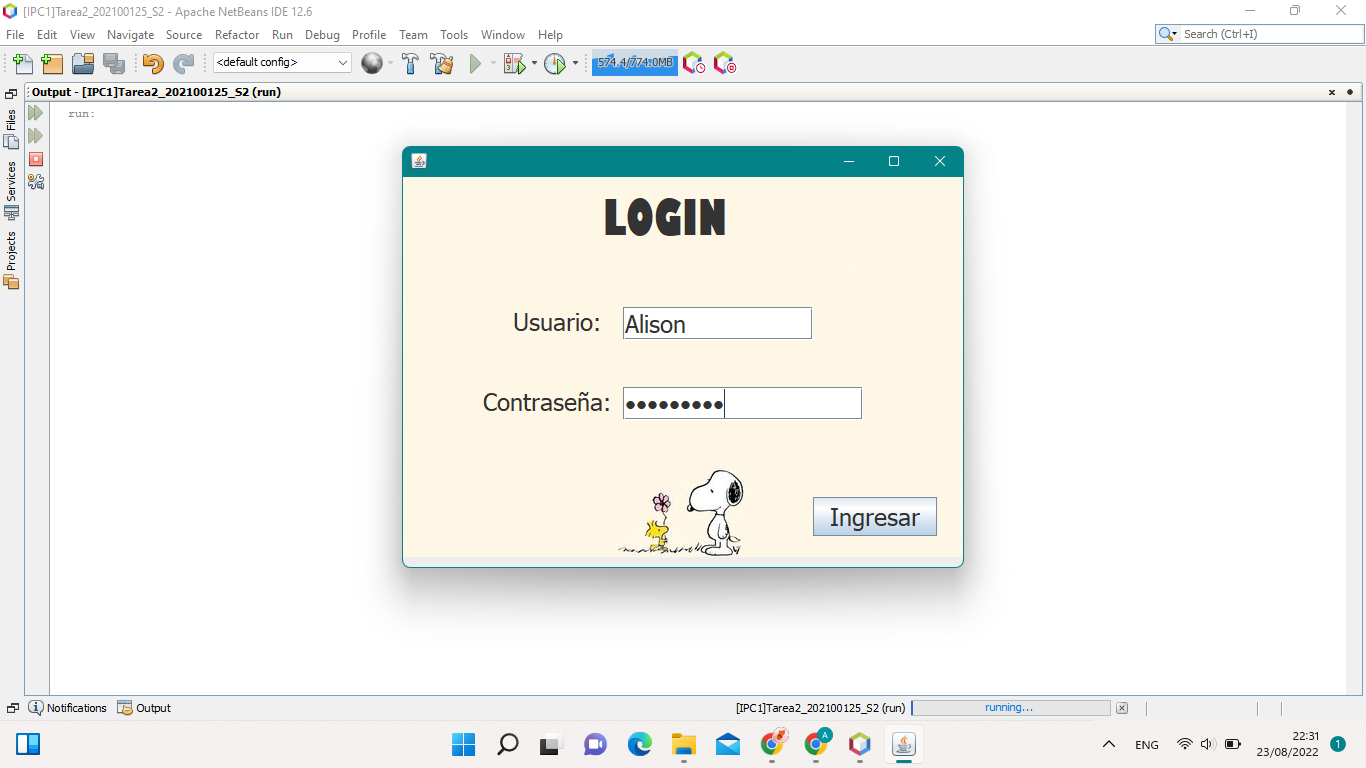 [IPC1]Tarea2_202100125_S2 - Apache NetBeans IDE 12.6
File Edit View Navigate Source Refactor Run Debug Profile Team Tools Window Help
Search (Ctrl+I)
<default config>
574.4/774.0MB
Output - [IPC1]Tarea2_202100125_S2 (run)
run:
Files
Services
Projects
LOGIN
Usuario: Alison
Contraseña: •••••••••
Ingresar
Notifications Output
[IPC1]Tarea2_202100125_S2 (run) running...
A
ENG
22:31
23/08/2022
1